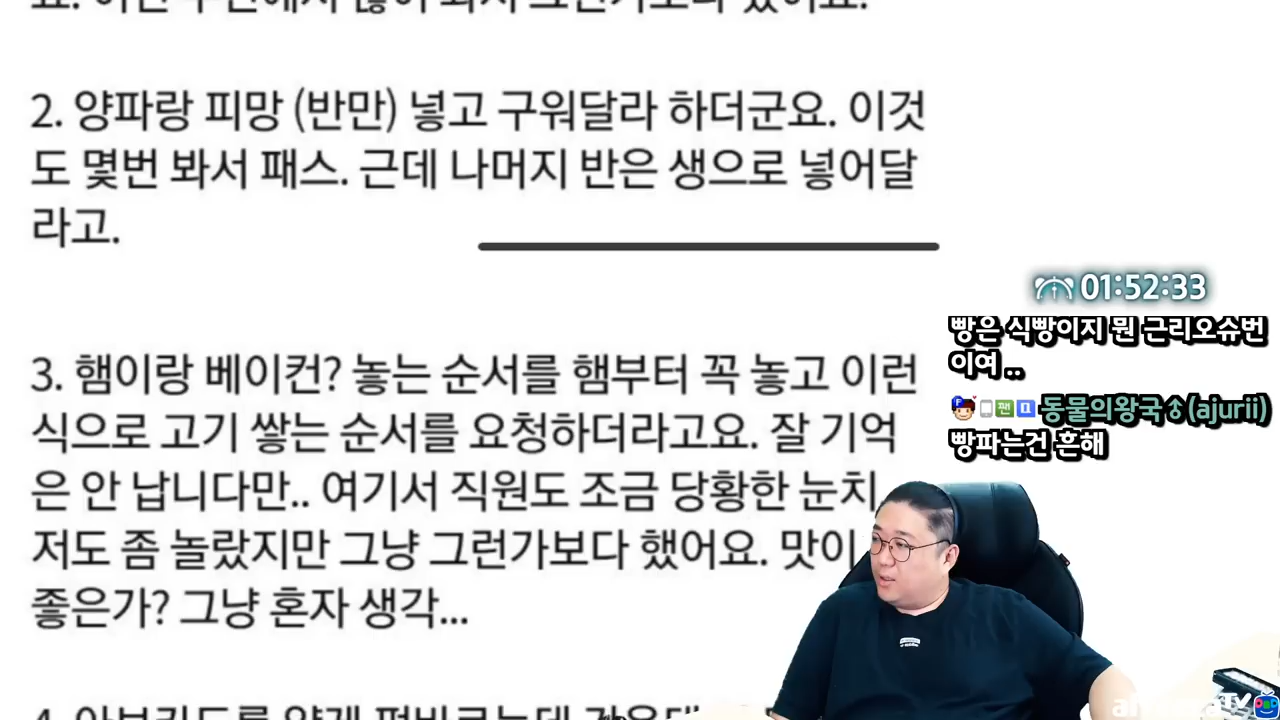 2. 양파랑 피망 (반만) 넣고 구워달라 하더군요. 이것
도 몇번 봐서 패스. 근데 나머지 반은 생으로 넣어달
라고.
3. 햄이랑 베이컨? 놓는 순서를 햄부터 꼭 놓고 이런
식으로 고기 쌓는 순서를 요청하더라고요. 잘 기억
은 안 납니다만.. 여기서 직원도 조금 당황한 눈치
저도 좀 놀랐지만 그냥 그런가보다 했어요. 맛이
좋은가? 그냥 혼자 생각...
01:52:33
빵은 식빵이지 뭔 근리오슈번
이여 ..
동물의왕국♁(ajurii)
빵파는건 흔해